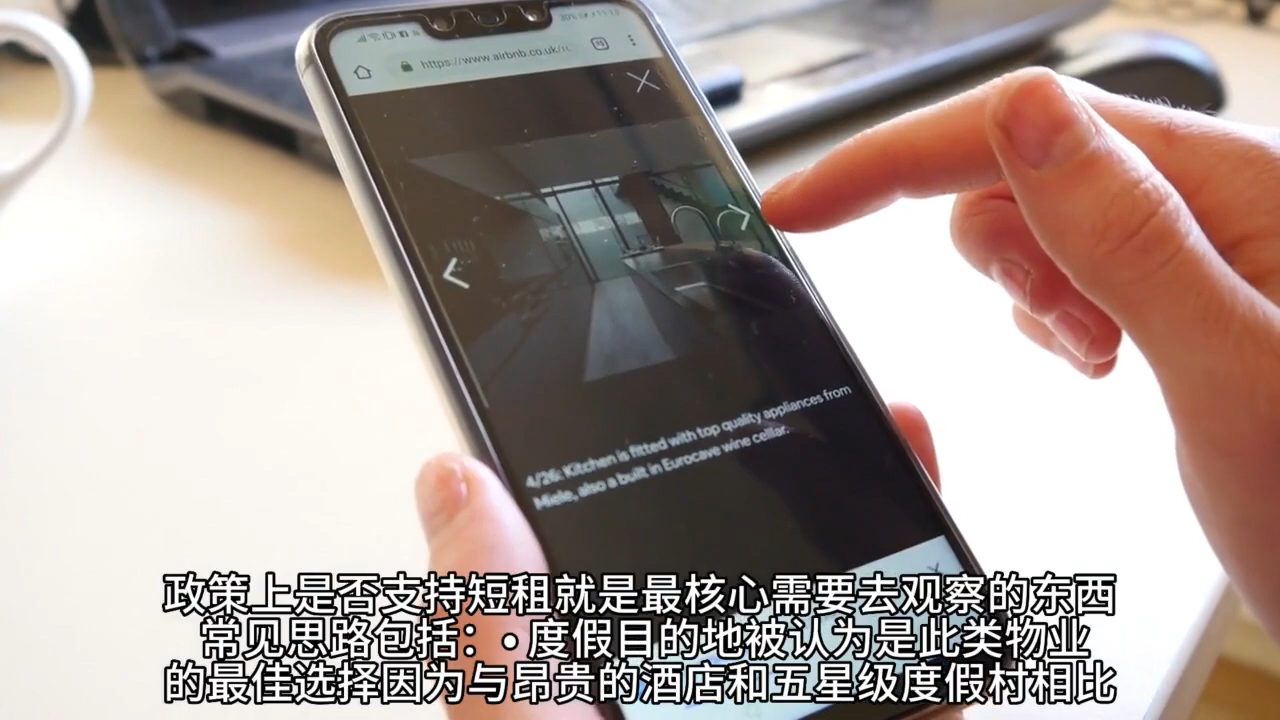 30% 11:13
https://www.airbnb.co.uk/r
4/26: Kitchen is fitted with top quality appliances from
Miele, also a built in Eurocave wine celllar.
政策上是否支持短租就是最核心需要去观察的东西
常见思路包括：• 度假目的地被认为是此类物业
的最佳选择因为与昂贵的酒店和五星级度假村相比